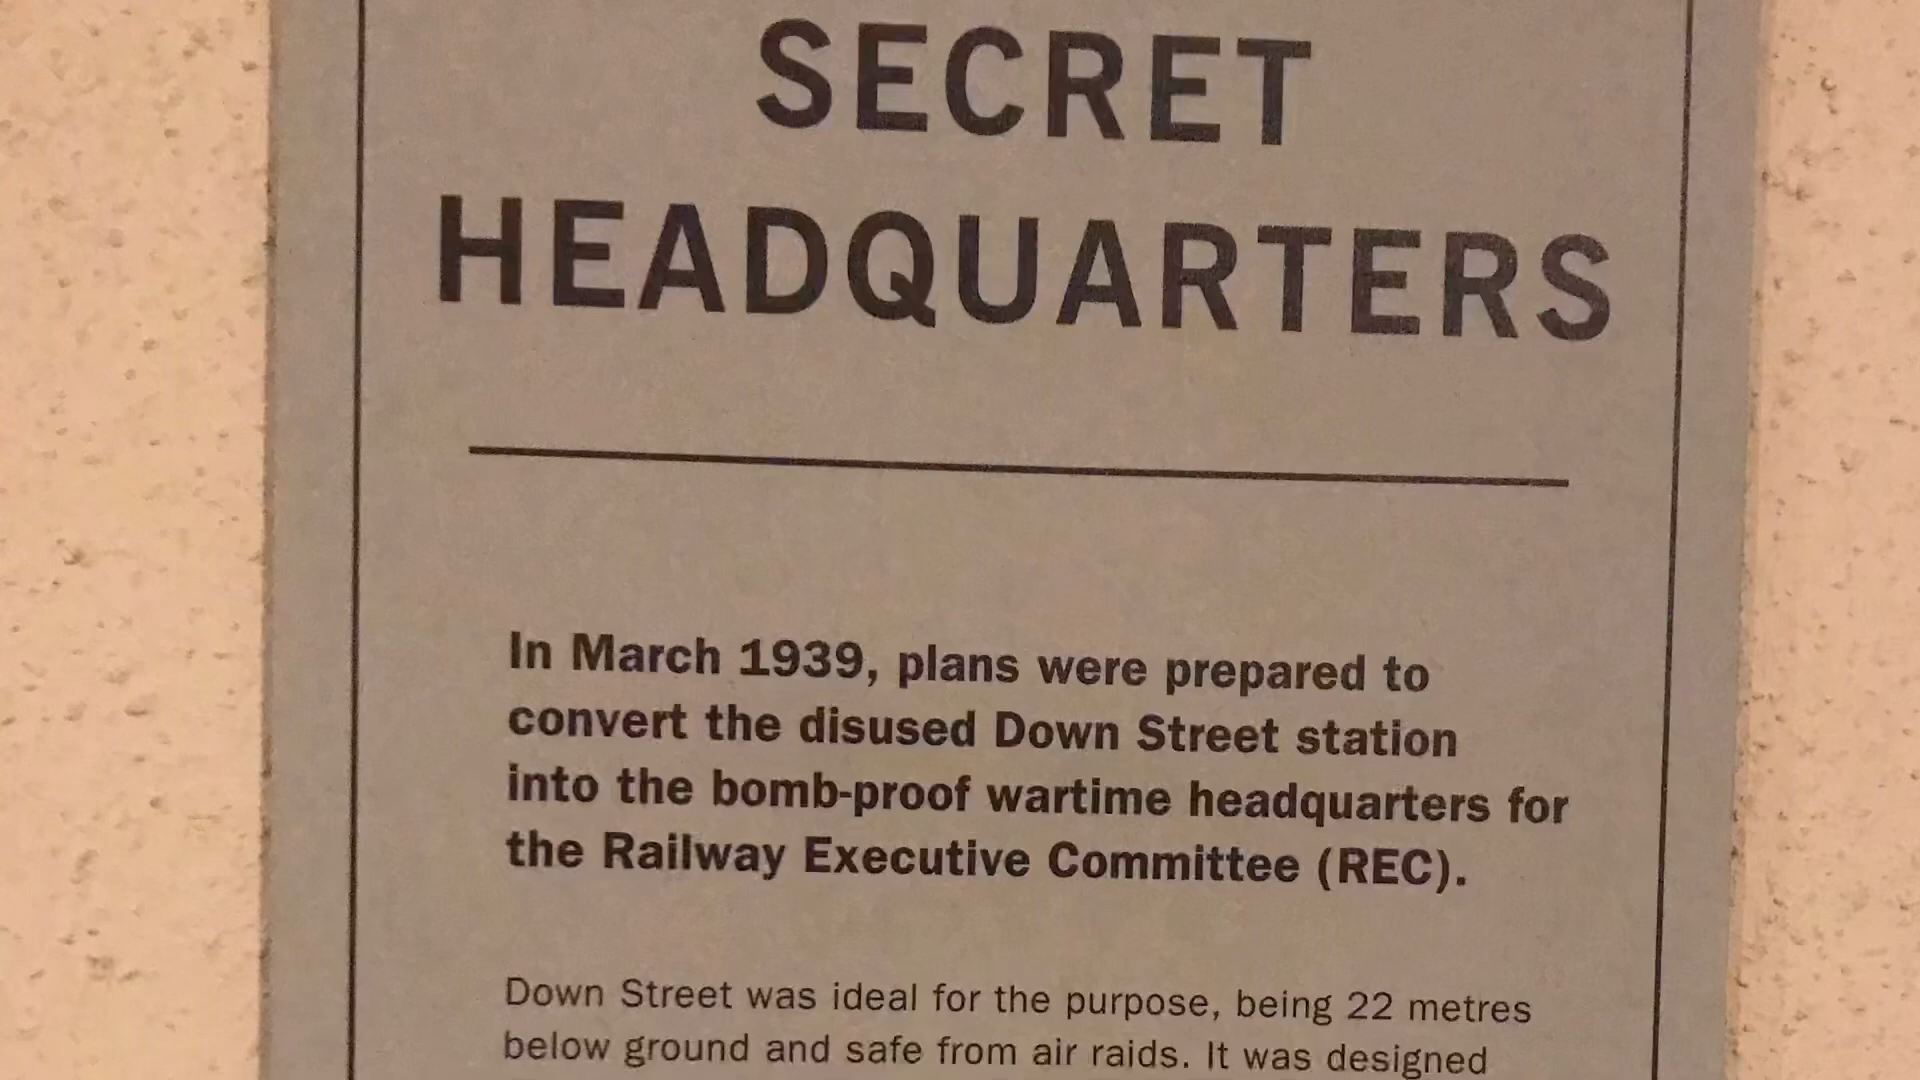 SECRET
HEADQUARTERS
In March 1939, plans were prepared to
convert the disused Down Street station
into the bomb-proof wartime headquarters for
the Railway Executive Committee (REC).
Down Street was ideal for the purpose, being 22 metres
below ground and safe from air raids. It was designed